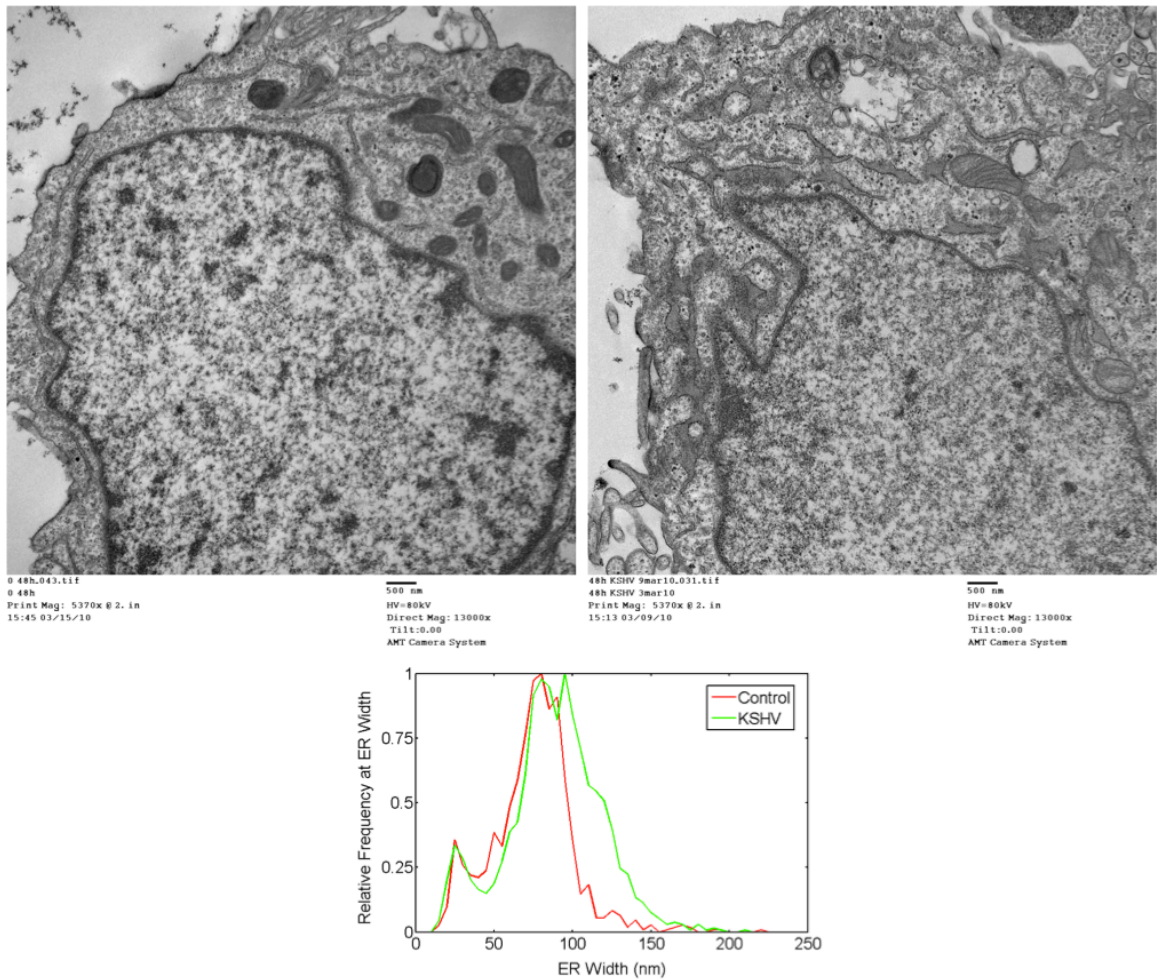 0 48h_043.tif
0 48h
Print Mag: 5370x @ 2. in
15:45 03/15/10
500 nm
HV=80kV
Direct Mag: 13000x
Tilt:0.00
AMT Camera System
48h KSHV 9mar10_031.tif
48h KSHV 3mar10
Print Mag: 5370x @ 2. in
15:13 03/09/10
500 nm
HV=80kV
Direct Mag: 13000x
Tilt:0.00
AMT Camera System
Relative Frequency at ER Width
1
0.75
0.5
0.25
0
Control
KSHV
0 50 100 150 200 250
ER Width (nm)